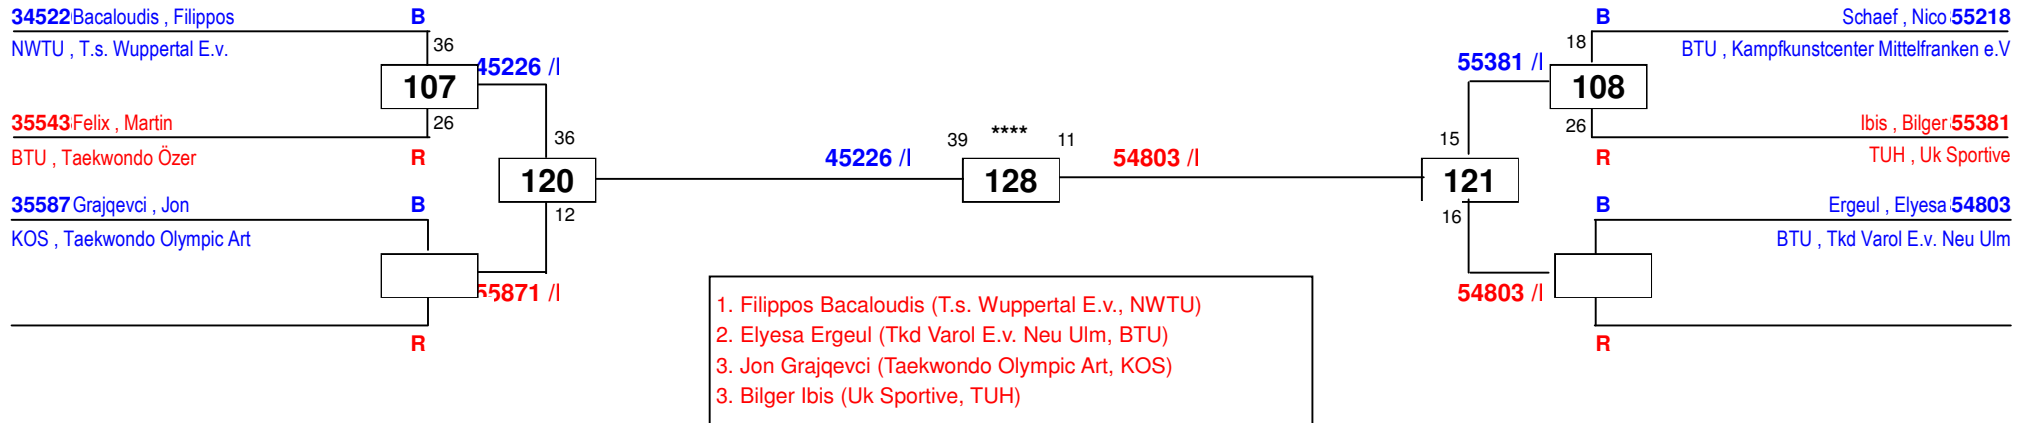 34522 Bacaloudis , Filippos B
NWTU , T.s. Wuppertal E.v.
36
107
45226 /I
35543 Felix , Martin
26
BTU , Taekwondo Özer R
36
120
12
35587 Grajqevci , Jon B
KOS , Taekwondo Olympic Art
55871 /I
R
45226 /I
39 **** 11
128
54803 /I
B Schaef , Nico 55218
18
BTU , Kampfkunstcenter Mittelfranken e.V
55381 /I
108
26
Ibis , Bilger 55381
R TUH , Uk Sportive
15
121
16
B Ergeul , Elyesa 54803
BTU , Tkd Varol E.v. Neu Ulm
54803 /I
R
1. Filippos Bacaloudis (T.s. Wuppertal E.v., NWTU)
2. Elyesa Ergeul (Tkd Varol E.v. Neu Ulm, BTU)
3. Jon Grajqevci (Taekwondo Olympic Art, KOS)
3. Bilger Ibis (Uk Sportive, TUH)